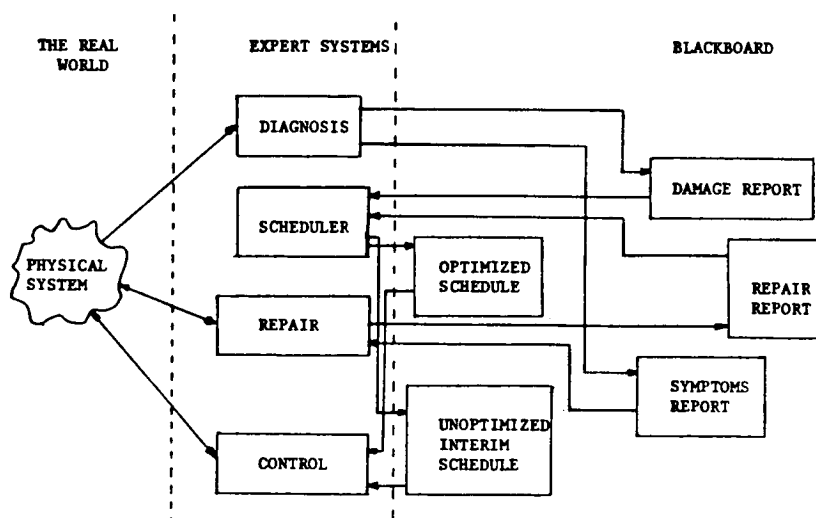 THE REAL
WORLD
EXPERT SYSTEMS
BLACKBOARD
DIAGNOSIS
DAMAGE REPORT
SCHEDULER
PHYSICAL
SYSTEM
OPTIMIZED
SCHEDULE
REPAIR
REPORT
REPAIR
SYMPTOMS
REPORT
UNOPTIMIZED
INTERIM
SCHEDULE
CONTROL